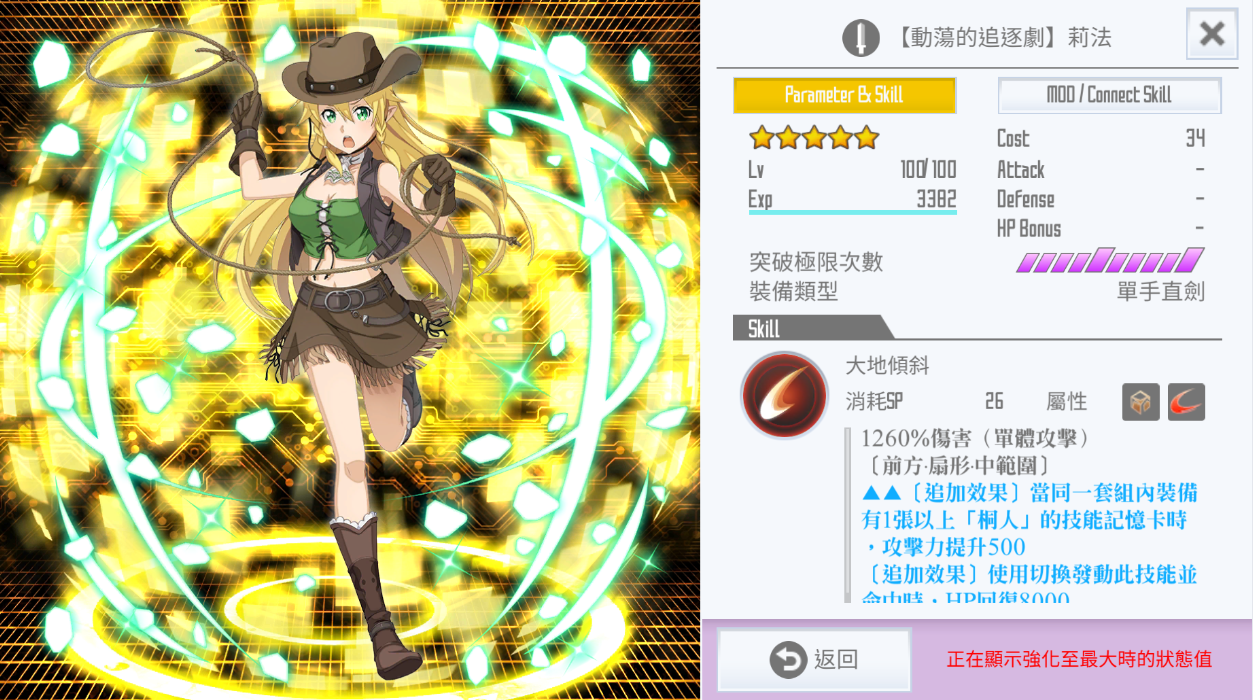 【動蕩的追逐劇】莉法
Parameter & Skill
MOD / Connect Skill
Lv 100/100
Exp 3382
Cost 34
Attack -
Defense -
HP Bonus -
突破極限次數
裝備類型 單手直劍
Skill
大地傾斜
消耗SP 26 屬性
1260%傷害（單體攻擊）
〔前方‧扇形‧中範圍〕
▲▲〔追加效果〕當同一套組內裝備
有1張以上「桐人」的技能記憶卡時
，攻擊力提升500
〔追加效果〕使用切換發動此技能並
命中時，HP回復8000
返回
正在顯示強化至最大時的狀態值